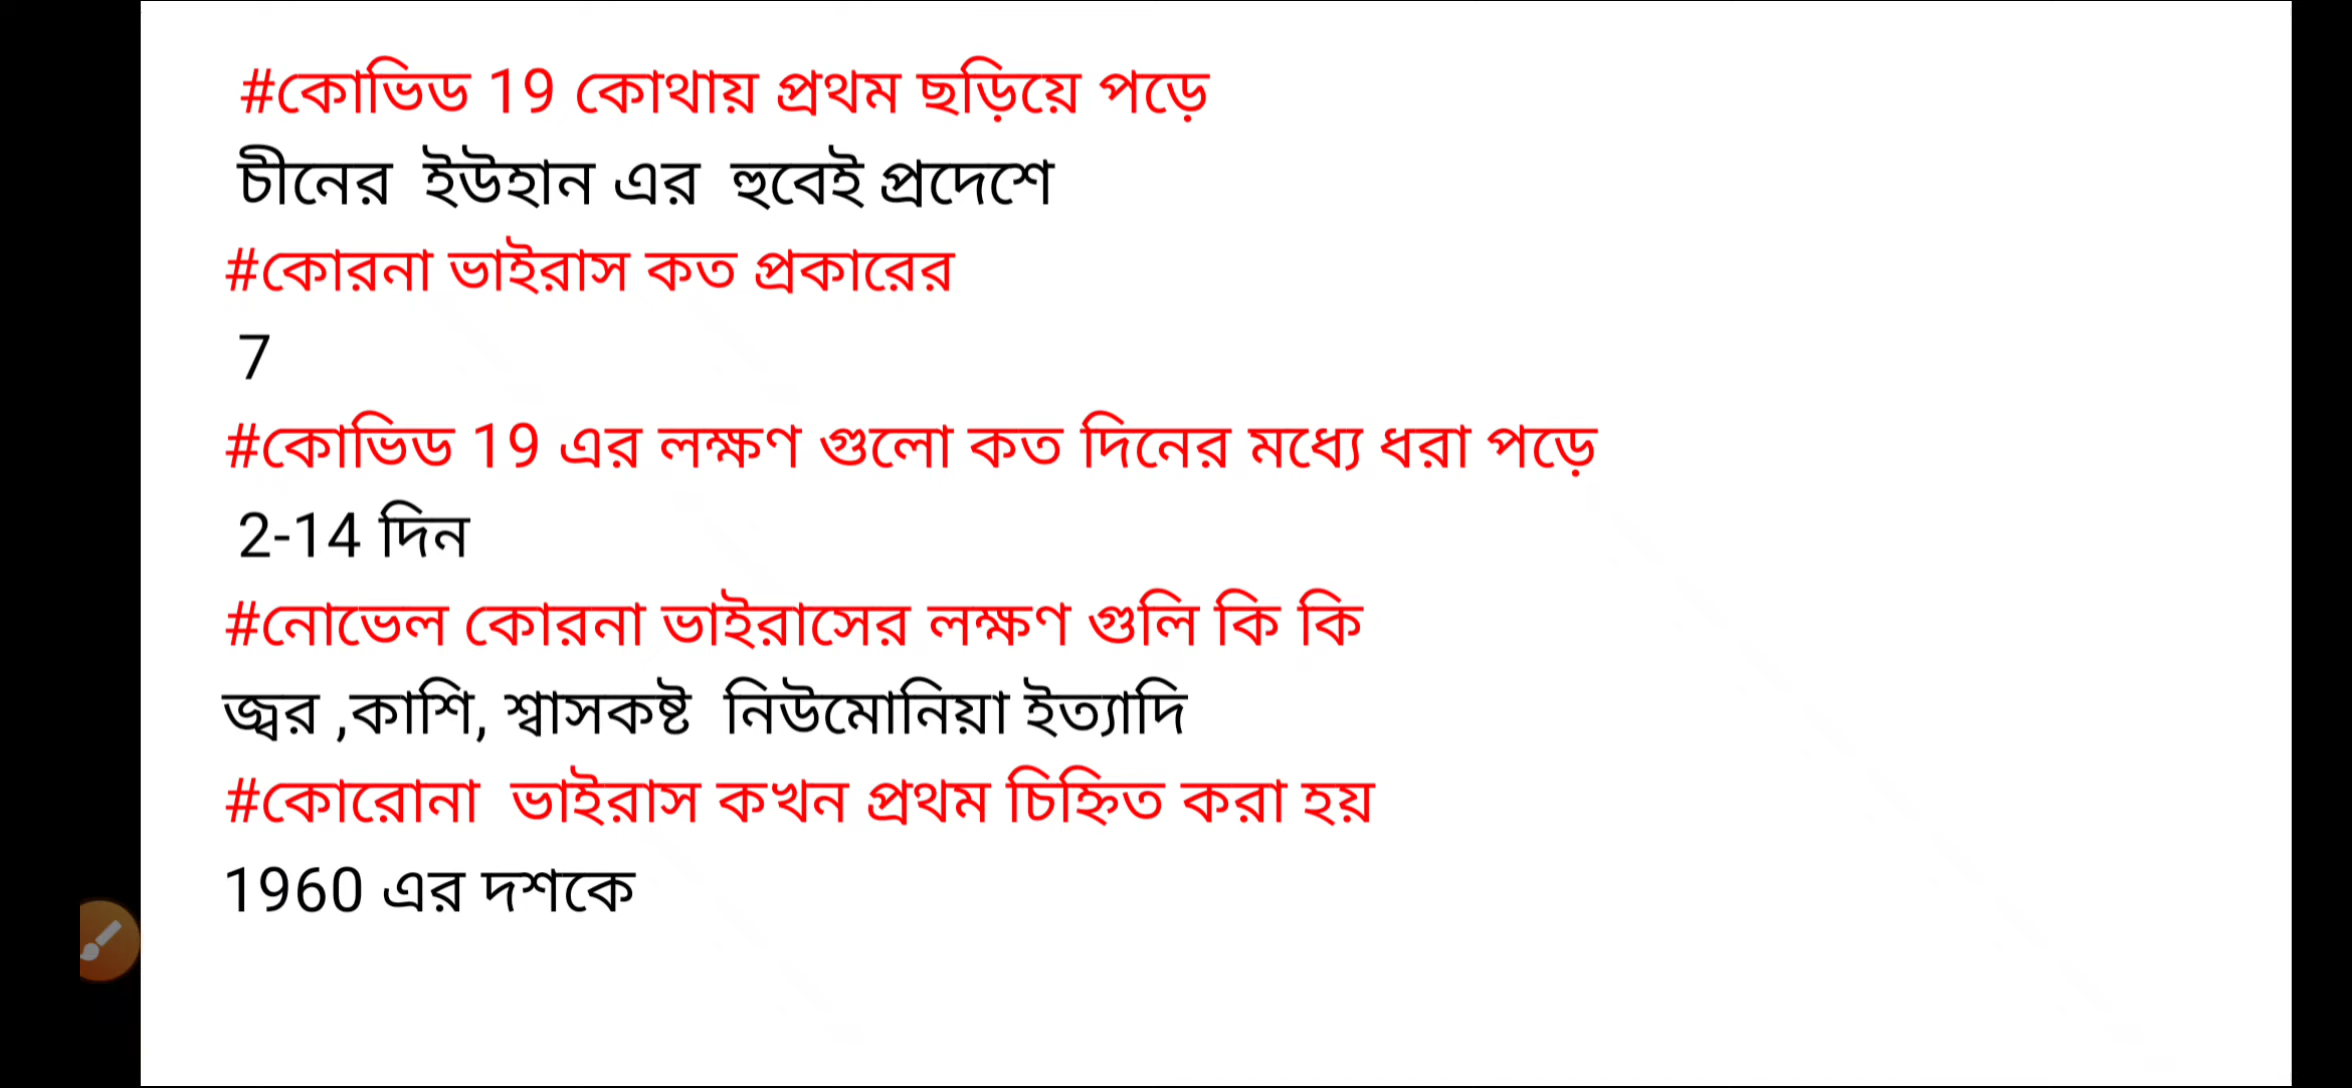 #কোভিড 19 কোথায় প্রথম ছড়িয়ে পড়ে
চীনের ইউহান এর হুবেই প্রদেশে
#কোরনা ভাইরাস কত প্রকারের
7
#কোভিড 19 এর লক্ষণ গুলো কত দিনের মধ্যে ধরা পড়ে
2-14 দিন
#নোভেল কোরনা ভাইরাসের লক্ষণ গুলি কি কি
জ্বর ,কাশি, শ্বাসকষ্ট নিউমোনিয়া ইত্যাদি
#কোরোনা ভাইরাস কখন প্রথম চিহ্নিত করা হয়
1960 এর দশকে